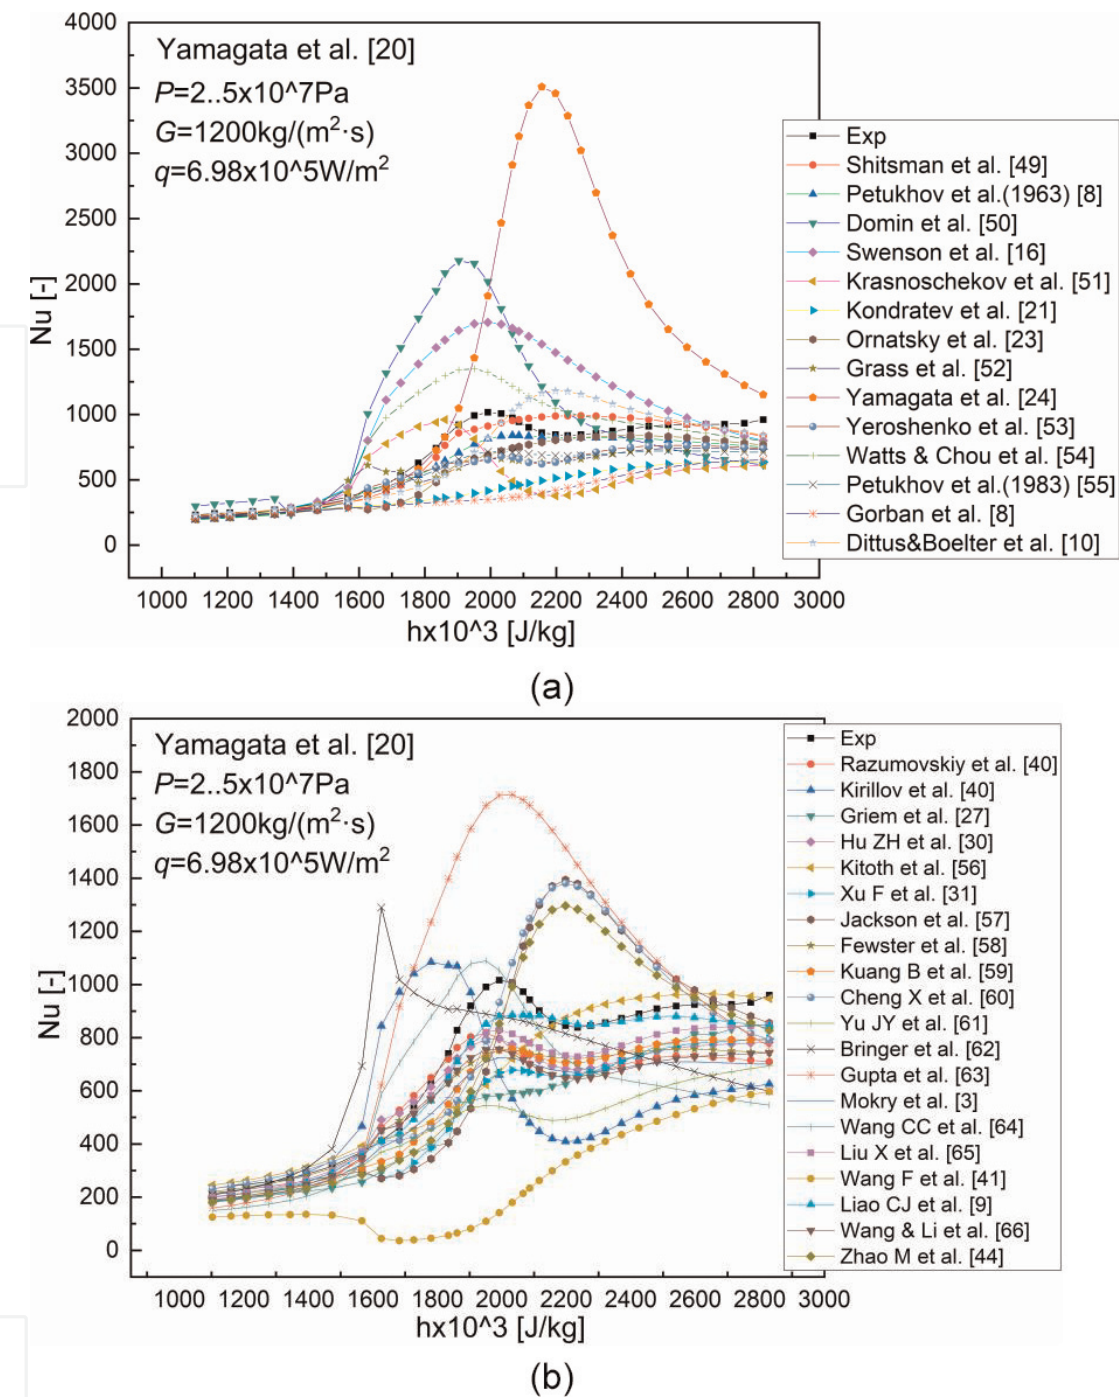 4000
3500
3000
2500
2000
1500
1000
500
0
Nu [-]
Yamagata et al. [20]
P=2..5x10^7Pa
G=1200kg/(m²·s)
q=6.98x10^5W/m²
Exp
Shitsman et al. [49]
Petukhov et al.(1963) [8]
Domin et al. [50]
Swenson et al. [16]
Krasnoschekov et al. [51]
Kondratev et al. [21]
Ornatsky et al. [23]
Grass et al. [52]
Yamagata et al. [24]
Yeroshenko et al. [53]
Watts & Chou et al. [54]
Petukhov et al.(1983) [55]
Gorban et al. [8]
Dittus&Boelter et al. [10]
1000 1200 1400 1600 1800 2000 2200 2400 2600 2800 3000
hx10^3 [J/kg]
(a)
2000
1800
1600
1400
1200
1000
800
600
400
200
0
Nu [-]
Yamagata et al. [20]
P=2..5x10^7Pa
G=1200kg/(m²·s)
q=6.98x10^5W/m²
Exp
Razumovskiy et al. [40]
Kirillov et al. [40]
Griem et al. [27]
Hu ZH et al. [30]
Kitoth et al. [56]
Xu F et al. [31]
Jackson et al. [57]
Fewster et al. [58]
Kuang B et al. [59]
Cheng X et al. [60]
Yu JY et al. [61]
Bringer et al. [62]
Gupta et al. [63]
Mokry et al. [3]
Wang CC et al. [64]
Liu X et al. [65]
Wang F et al. [41]
Liao CJ et al. [9]
Wang & Li et al. [66]
Zhao M et al. [44]
1000 1200 1400 1600 1800 2000 2200 2400 2600 2800 3000
hx10^3 [J/kg]
(b)